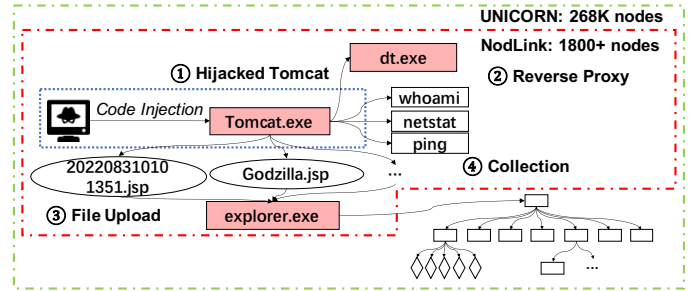 UNICORN: 268K nodes
NodLink: 1800+ nodes
① Hijacked Tomcat
dt.exe
② Reverse Proxy
Code Injection
Tomcat.exe
whoami
netstat
ping
20220831010
1351.jsp
Godzilla.jsp
...
④ Collection
③ File Upload
explorer.exe
...